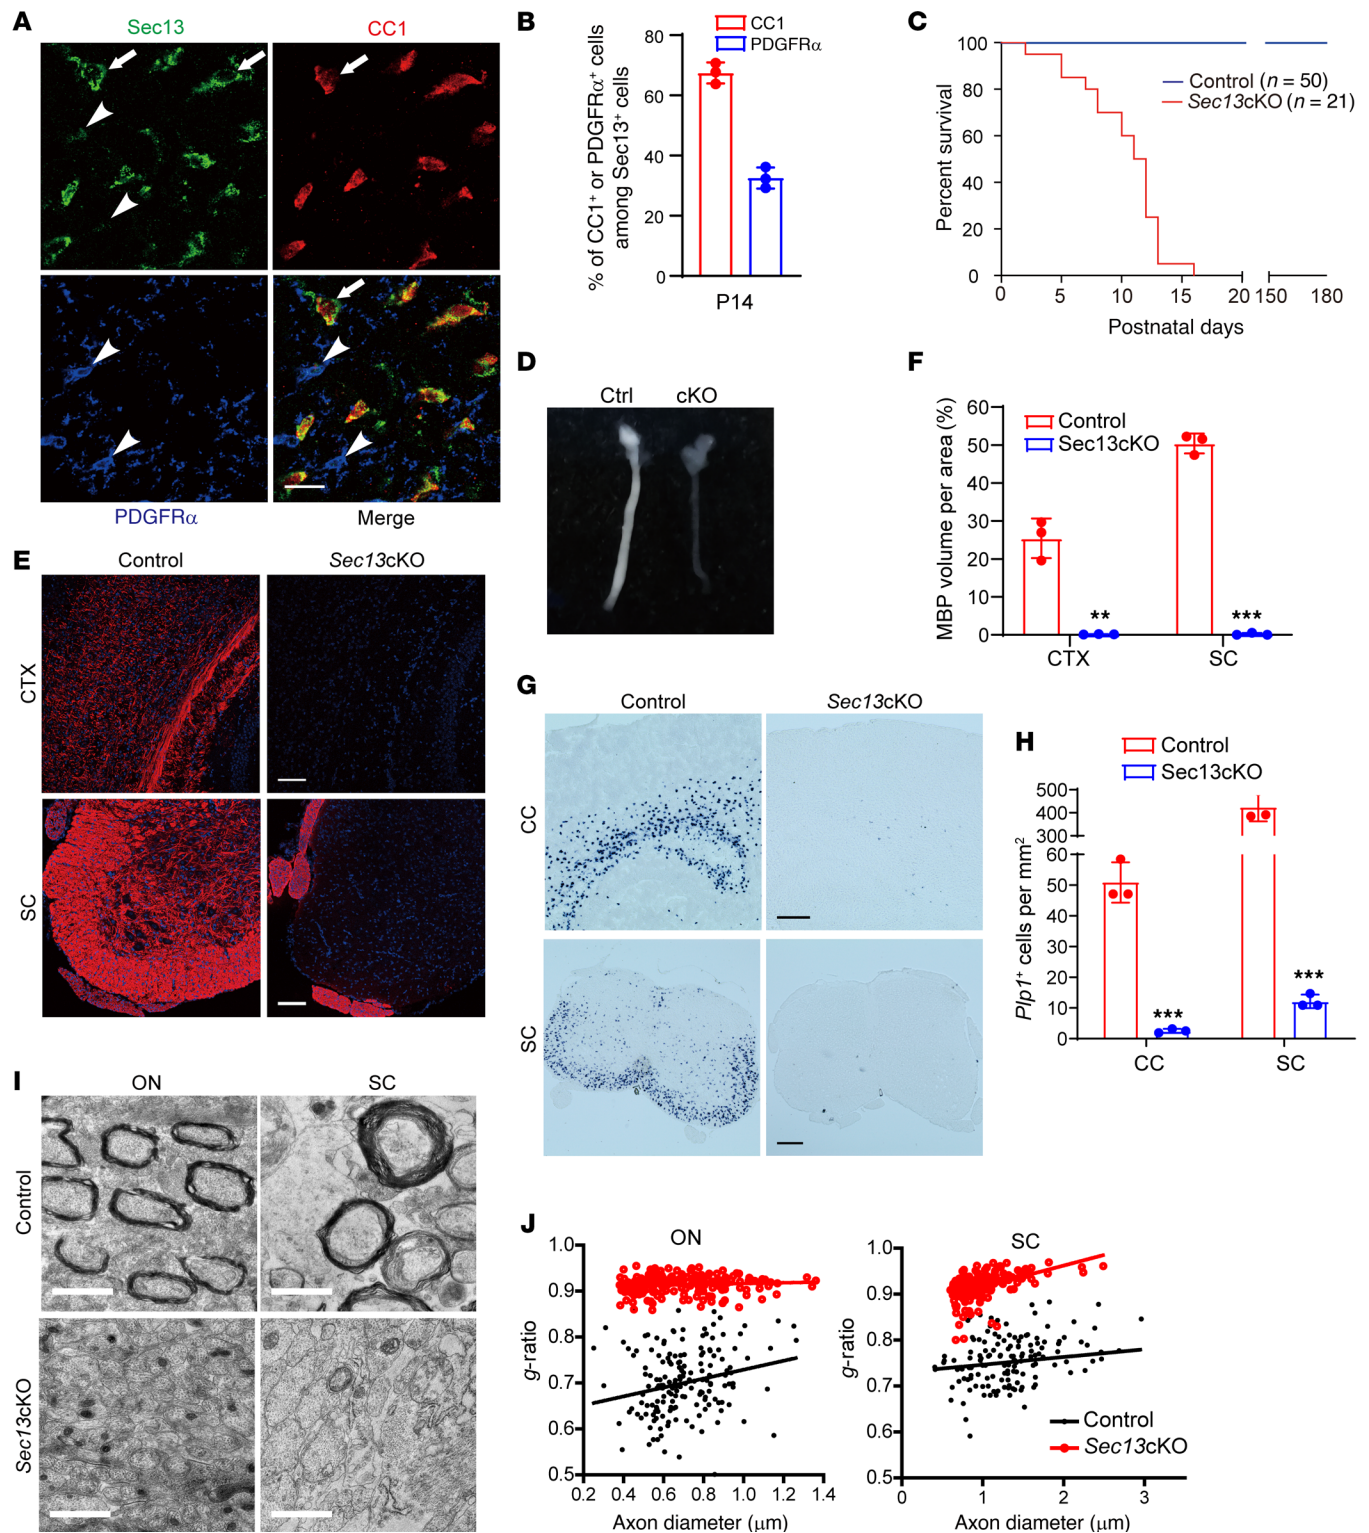 A
Sec13
CC1
PDGFRα
Merge
B
CC1
PDGFRα
% of CC1⁺ or PDGFRα⁺ cells
among Sec13⁺ cells
80
60
40
20
0
P14
C
Percent survival
100
80
60
40
20
0
Control (n = 50)
Sec13cKO (n = 21)
0 5 10 15 20 150 180
Postnatal days
D
Ctrl cKO
E
Control Sec13cKO
CTX
SC
F
MBP volume per area (%)
60
50
40
30
20
10
0
Control
Sec13cKO
** ***
CTX SC
G
Control Sec13cKO
CC
SC
H
Control
Sec13cKO
Plp1⁺ cells per mm²
500
400
300
60
50
40
30
20
10
0
*** ***
CC SC
I
ON SC
Control
Sec13cKO
J
ON
g-ratio
1.0
0.9
0.8
0.7
0.6
0.5
0.2 0.4 0.6 0.8 1.0 1.2 1.4
Axon diameter (μm)
SC
g-ratio
1.0
0.9
0.8
0.7
0.6
0.5
Control
Sec13cKO
0 1 2 3
Axon diameter (μm)